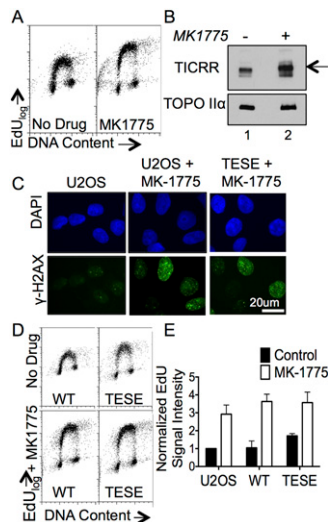 A
EdUlog
No Drug
MK1775
DNA Content
B
MK1775 - +
TICRR
TOPO IIα
1 2
C
U2OS
U2OS + MK-1775
TESE + MK-1775
DAPI
γ-H2AX
20um
D
No Drug
WT
TESE
+ MK1775
WT
TESE
EdUlog
DNA Content
E
Control
MK-1775
Normalized EdU
Signal Intensity
5
4
3
2
1
0
U2OS WT TESE